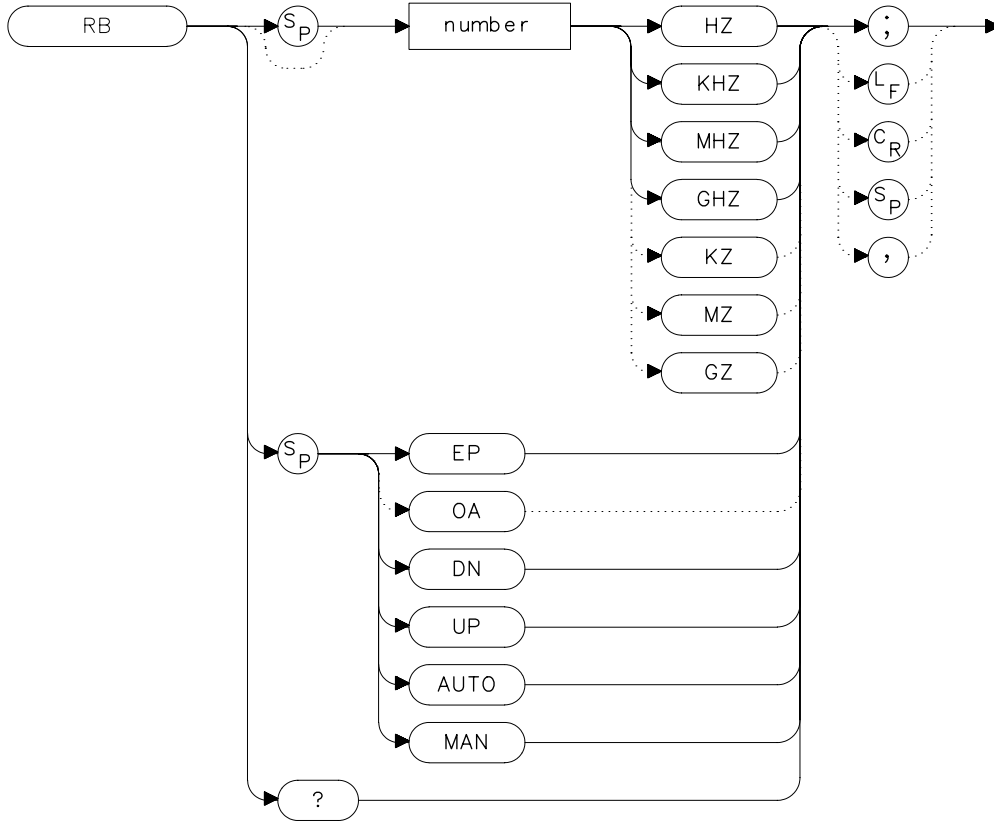 RB SP number HZ ;
KHZ LF
MHZ CR
GHZ SP
KZ ,
MZ
GZ
SP EP
OA
DN
UP
AUTO
MAN
?